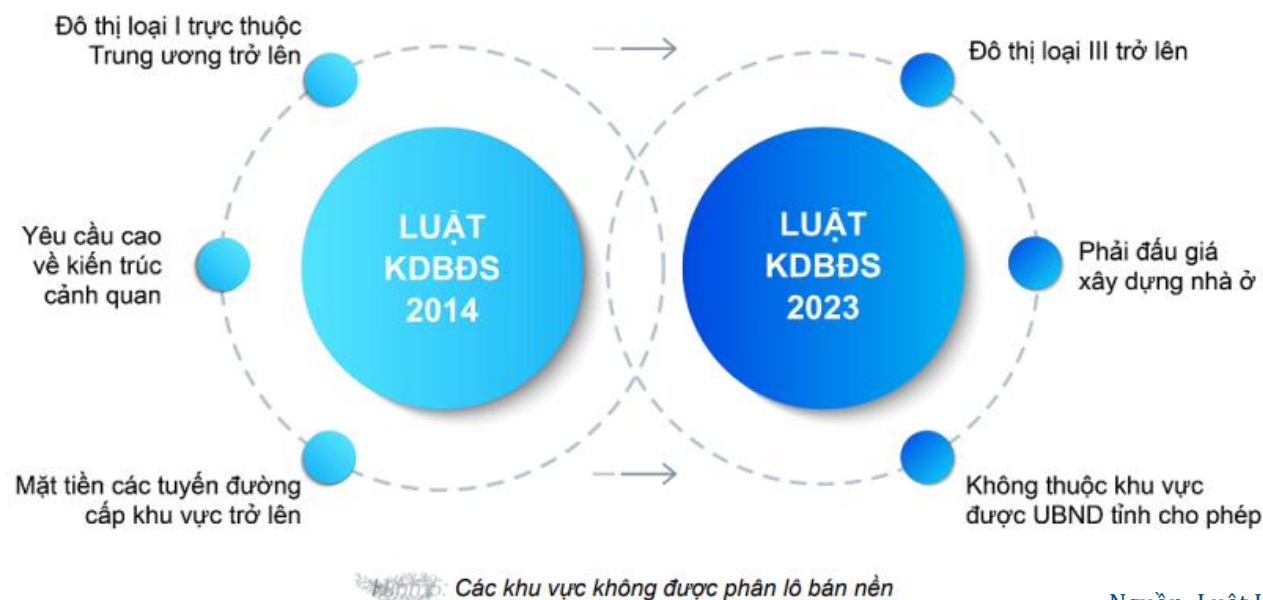 Đô thị loại I trực thuộc
Trung ương trở lên
Yêu cầu cao
về kiến trúc
cảnh quan
Mặt tiền các tuyến đường
cấp khu vực trở lên
LUẬT
KDBĐS
2014
LUẬT
KDBĐS
2023
Đô thị loại III trở lên
Phải đấu giá
xây dựng nhà ở
Không thuộc khu vực
được UBND tỉnh cho phép
Các khu vực không được phân lô bán nền